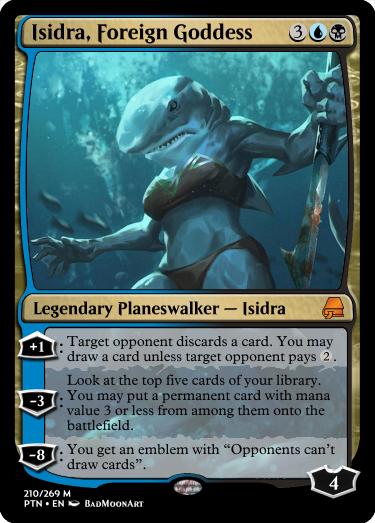 Isidra, Foreign Goddess 3
Legendary Planeswalker — Isidra
+1: Target opponent discards a card. You may
draw a card unless target opponent pays 2.
Look at the top five cards of your library.
-3: You may put a permanent card with mana
value 3 or less from among them onto the
battlefield.
-8: You get an emblem with “Opponents can’t
draw cards”.
4
210/269 M
PTN • EN BadMoonArt